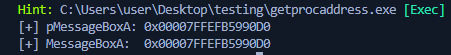 Hint: C:\Users\user\Desktop\testing\getprocaddress.exe [Exec]
[+] pMessageBoxA: 0x00007FFEFB5990D0
[+] MessageBoxA:  0x00007FFEFB5990D0